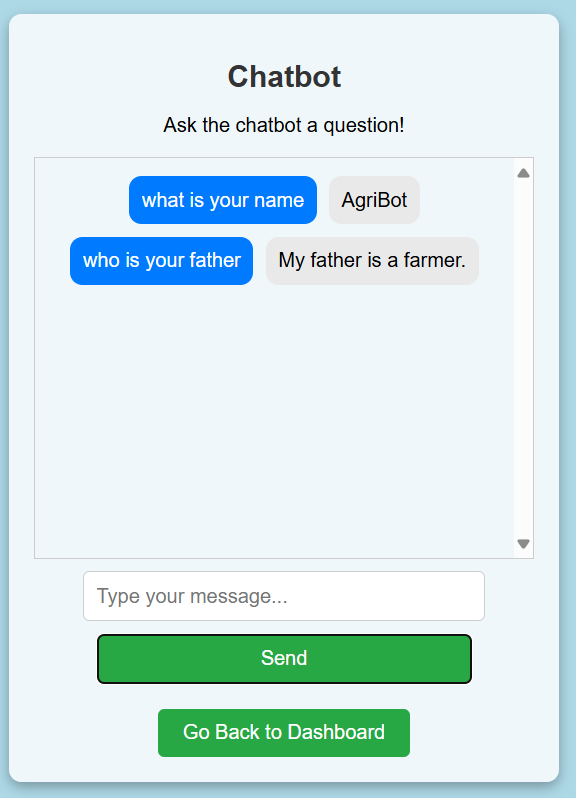 Chatbot
Ask the chatbot a question!
what is your name AgriBot
who is your father My father is a farmer.
Type your message...
Send
Go Back to Dashboard